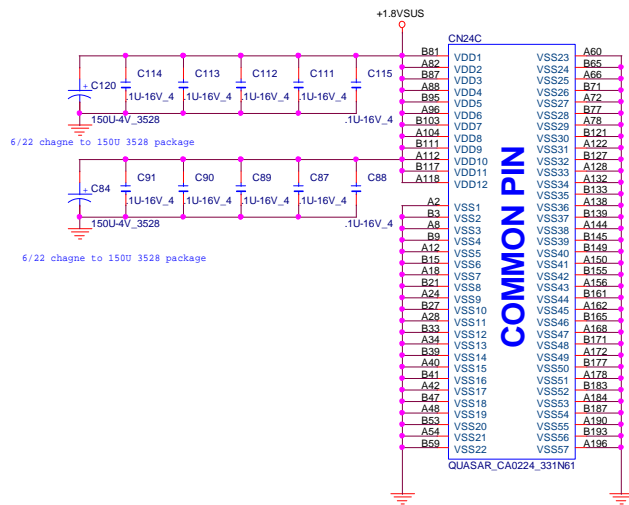 +1.8VSUS
CN24C
C120
150U-4V_3528
C114
.1U-16V_4
C113
.1U-16V_4
C112
.1U-16V_4
C111
.1U-16V_4
C115
.1U-16V_4
6/22 chagne to 150U 3528 package
C84
150U-4V_3528
C91
.1U-16V_4
C90
.1U-16V_4
C89
.1U-16V_4
C87
.1U-16V_4
C88
.1U-16V_4
6/22 chagne to 150U 3528 package
B81 VDD1
A82 VDD2
B87 VDD3
A88 VDD4
B95 VDD5
A96 VDD6
B103 VDD7
A104 VDD8
B111 VDD9
A112 VDD10
B117 VDD11
A118 VDD12
A2 VSS1
B3 VSS2
A8 VSS3
B9 VSS4
A12 VSS5
B15 VSS6
A18 VSS7
B21 VSS8
A24 VSS9
B27 VSS10
A28 VSS11
B33 VSS12
A34 VSS13
B39 VSS14
A40 VSS15
B41 VSS16
A42 VSS17
B47 VSS18
A48 VSS19
B53 VSS20
A54 VSS21
B59 VSS22
COMMON PIN
VSS23 A60
VSS24 B65
VSS25 A66
VSS26 B71
VSS27 A72
VSS28 B77
VSS29 A78
VSS30 B121
VSS31 A122
VSS32 B127
VSS33 A128
VSS34 A132
VSS35 B133
VSS36 A138
VSS37 B139
VSS38 A144
VSS39 B145
VSS40 B149
VSS41 A150
VSS42 B155
VSS43 A156
VSS44 B161
VSS45 A162
VSS46 B165
VSS47 A168
VSS48 B171
VSS49 A172
VSS50 B177
VSS51 A178
VSS52 B183
VSS53 A184
VSS54 B187
VSS55 A190
VSS56 B193
VSS57 A196
QUASAR_CA0224_331N61